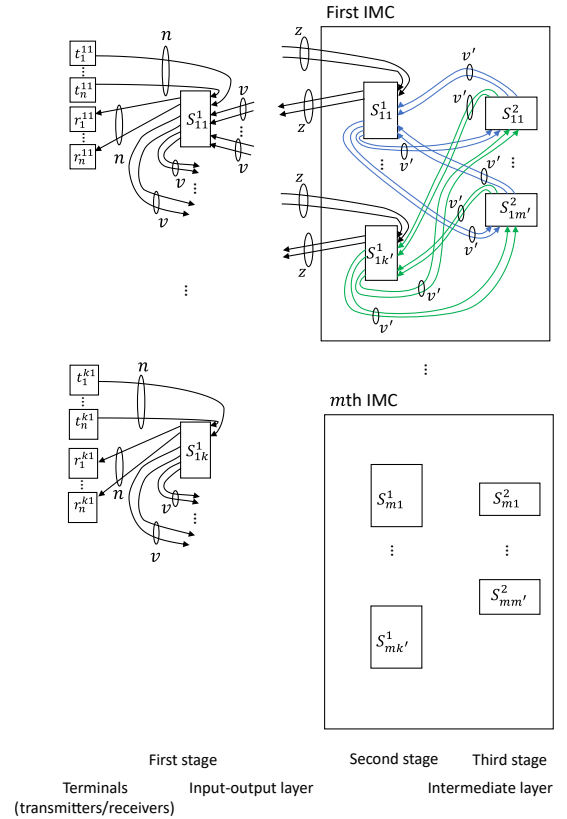 First IMC
n
z
v'
t_1^{11}
⋮
t_n^{11}
r_1^{11}
⋮
r_n^{11}
n
S_{11}^1
v
⋮
v
v
⋮
v
z
S_{11}^1
v'
v'
S_{11}^2
⋮
⋮
z
v'
v'
S_{1m'}^2
v'
S_{1k'}^1
z
v'
v'
...
...
t_1^{k1}
⋮
t_n^{k1}
r_1^{k1}
⋮
r_n^{k1}
n
n
S_{1k}^1
v
⋮
v
mth IMC
S_{m1}^1
S_{m1}^2
⋮
⋮
S_{mk'}^1
S_{mm'}^2
First stage
Second stage
Third stage
Terminals
(transmitters/receivers)
Input-output layer
Intermediate layer